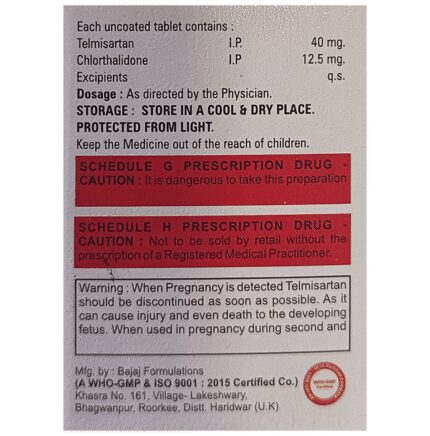 Each uncoated tablet contains :
Telmisartan I.P. 40 mg.
Chlorthalidone I.P 12.5 mg.
Excipients q.s.
Dosage : As directed by the Physician.
STORAGE : STORE IN A COOL & DRY PLACE.
PROTECTED FROM LIGHT.
Keep the Medicine out of the reach of children.
SCHEDULE G PRESCRIPTION DRUG -
CAUTION : It is dangerous to take this preparation
SCHEDULE H PRESCRIPTION DRUG -
CAUTION : Not to be sold by retail without the
prescription of a Registered Medical Practitioner.
Warning : When Pregnancy is detected Telmisartan
should be discontinued as soon as possible. As it
can cause injury and even death to the developing
fetus. When used in pregnancy during second and
Mfg. by : Bajaj Formulations
(A WHO-GMP & ISO 9001 : 2015 Certified Co.)
Khasra No. 161, Village- Lakeshwary,
Bhagwanpur, Roorkee, Distt. Haridwar (U.K)
WHO-GMP
Certified